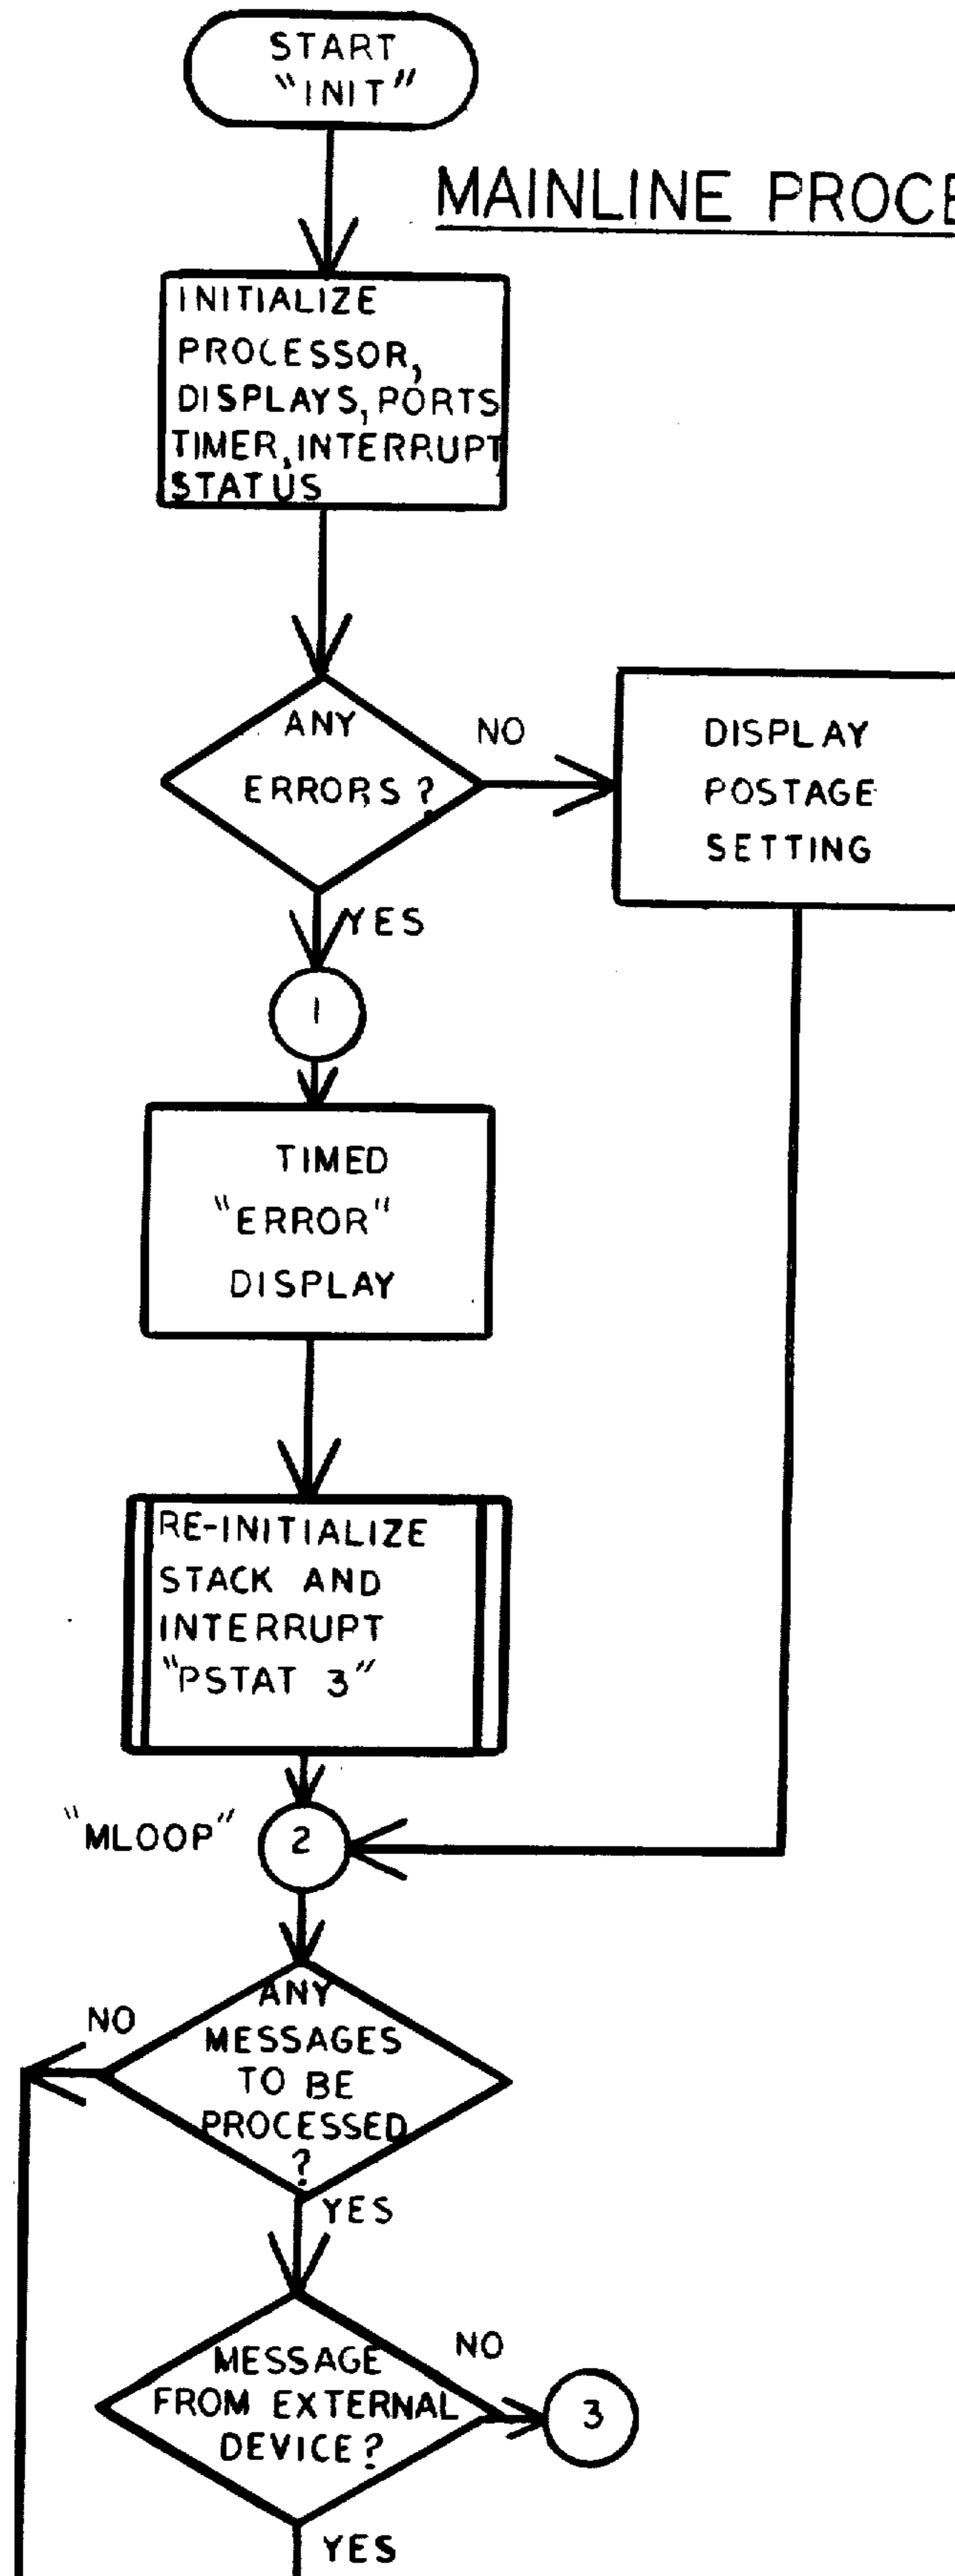 START
"INIT"
MAINLINE PROCE
INITIALIZE
PROCESSOR,
DISPLAYS, PORTS
TIMER, INTERRUPT
STATUS
ANY
ERRORS?
NO
DISPLAY
POSTAGE
SETTING
YES
1
TIMED
"ERROR"
DISPLAY
RE-INITIALIZE
STACK AND
INTERRUPT
"PSTAT 3"
"MLOOP"
2
NO
ANY
MESSAGES
TO BE
PROCESSED
?
YES
MESSAGE
FROM EXTERNAL
DEVICE?
NO
3
YES